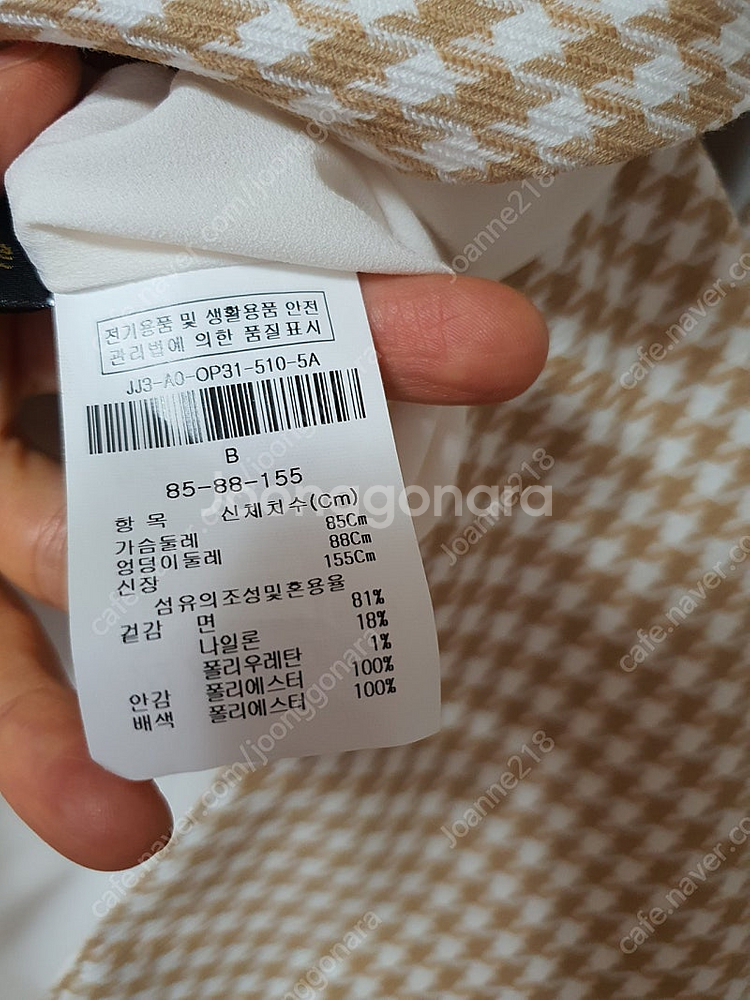 전기용품 및 생활용품 안전
관리법에 의한 품질표시
JJ3-AO-OP31-510-5A
B
85-88-155
항 목 신체치수(Cm)
가슴둘레 85Cm
엉덩이둘레 88Cm
신장 155Cm
섬유의조성및혼용율
겉감 면 81%
나일론 18%
폴리우레탄 1%
안감 폴리에스터 100%
배색 폴리에스터 100%
Joonggonara
joanne218
cafe.naver.com/joonggonara